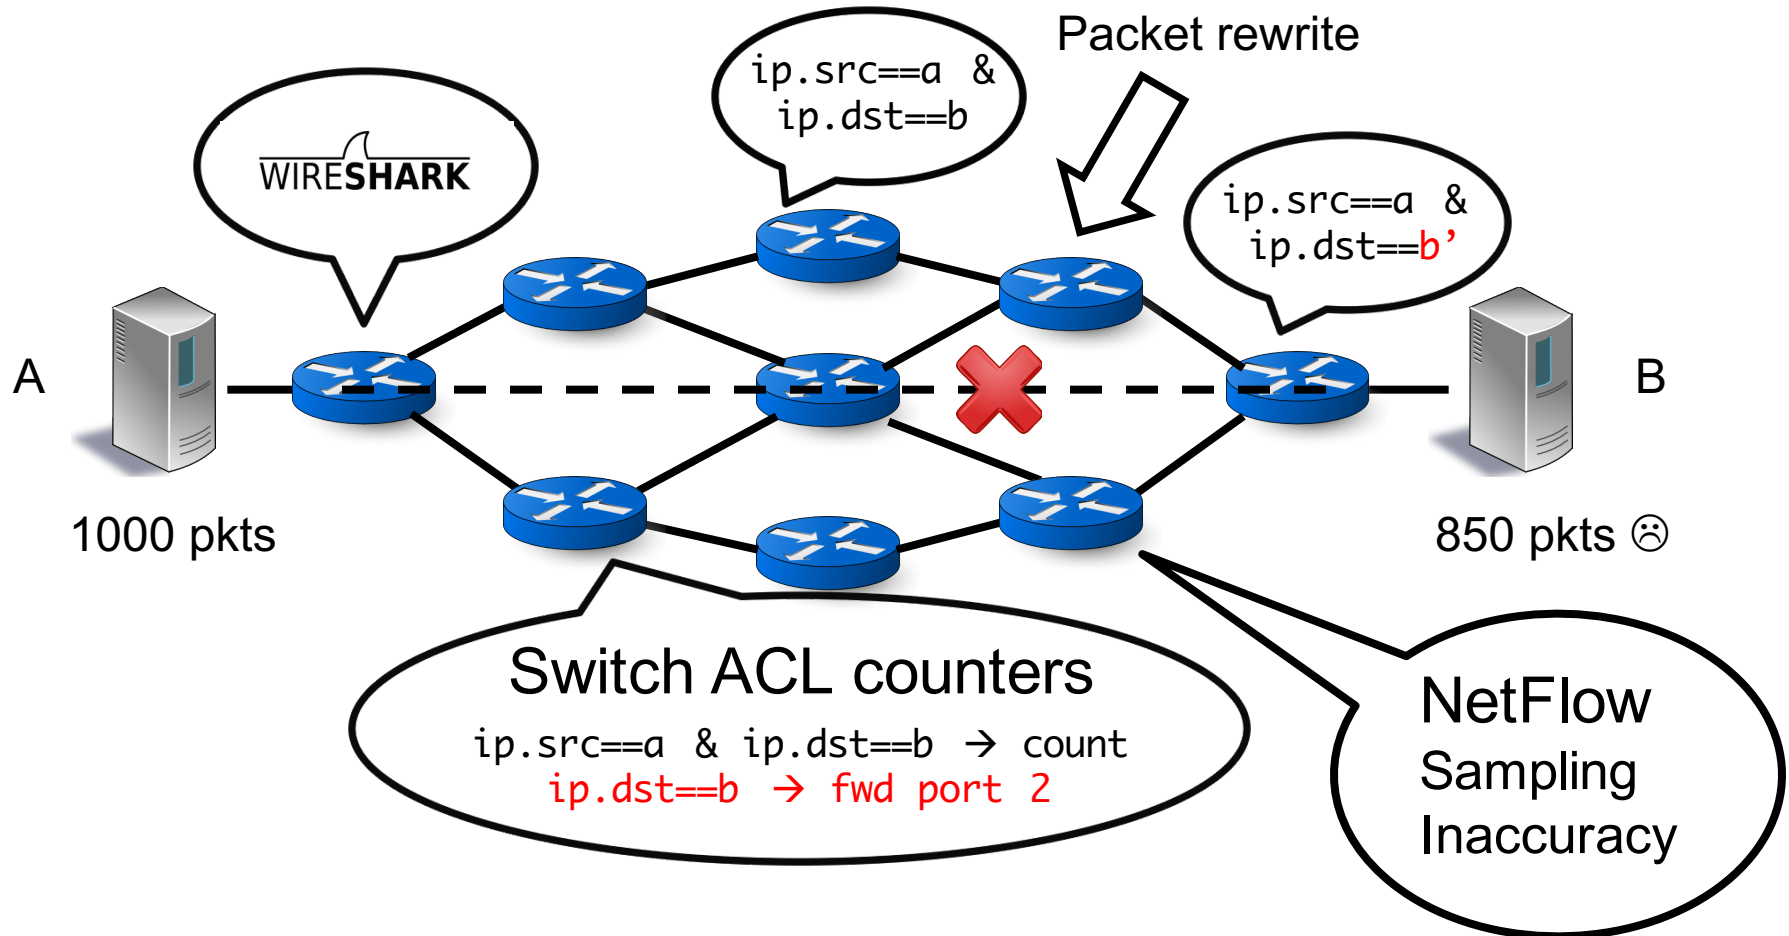 Packet rewrite
ip.src==a &
ip.dst==b
WIRESHARK
ip.src==a &
ip.dst==b’
A
B
1000 pkts
850 pkts ☹
Switch ACL counters
ip.src==a & ip.dst==b → count
ip.dst==b → fwd port 2
NetFlow
Sampling
Inaccuracy